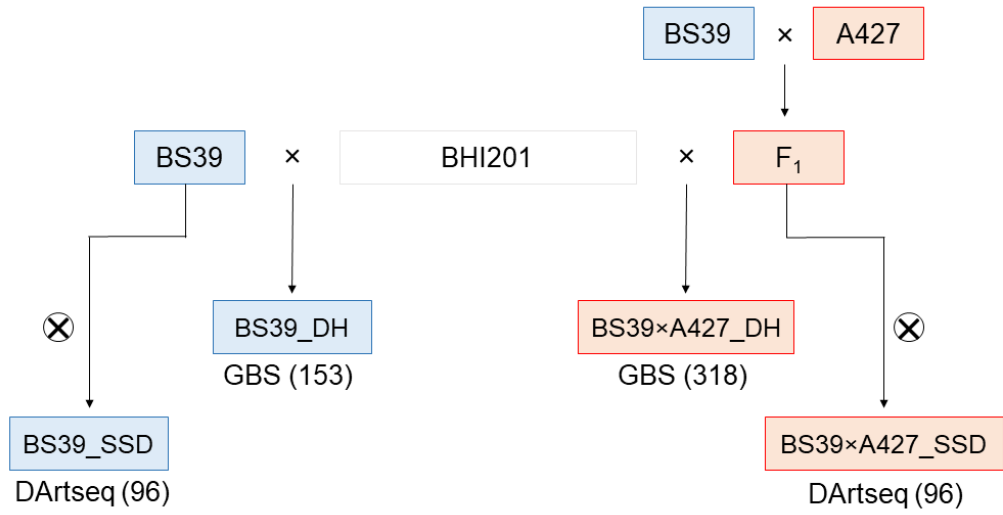 BS39 × A427
BS39 × BHI201 × F₁
BS39_DH BS39×A427_DH
GBS (153) GBS (318)
BS39_SSD BS39×A427_SSD
DArtseq (96) DArtseq (96)